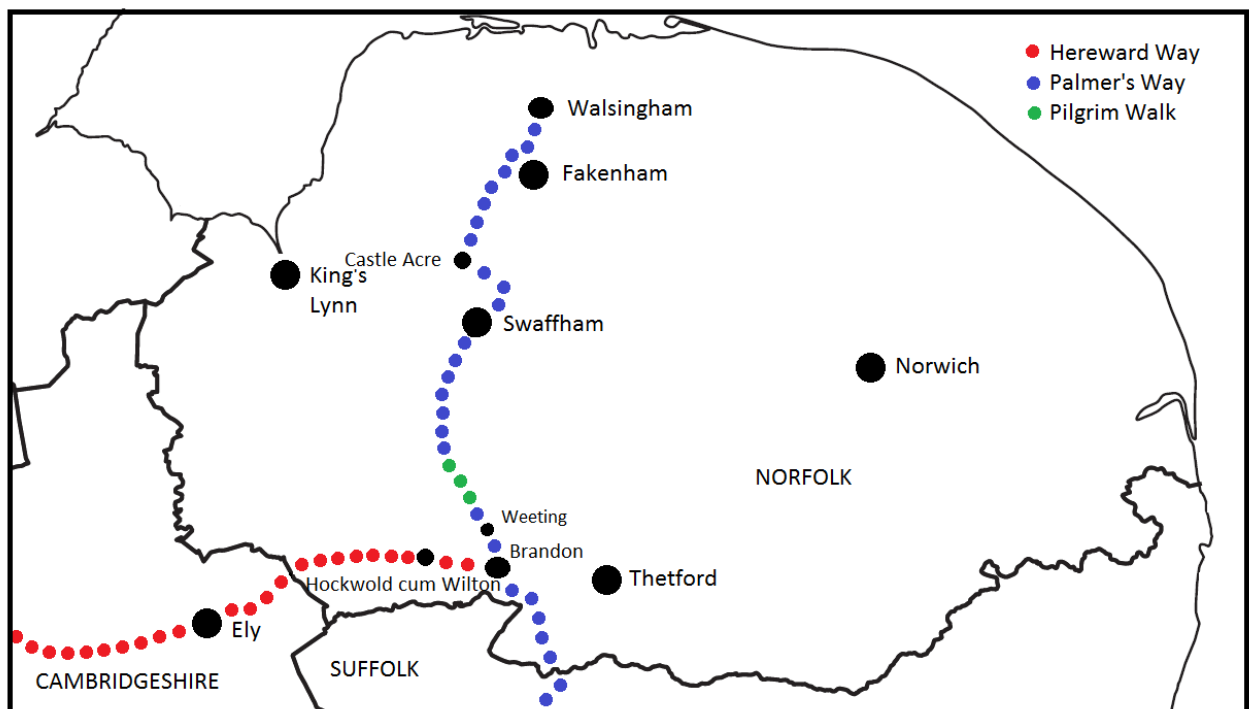 Hereward Way
Palmer's Way
Pilgrim Walk
Walsingham
Fakenham
Castle Acre
King's
Lynn
Swaffham
Norwich
NORFOLK
Weeting
Brandon
Hockwold cum Wilton
Thetford
Ely
SUFFOLK
CAMBRIDGESHIRE